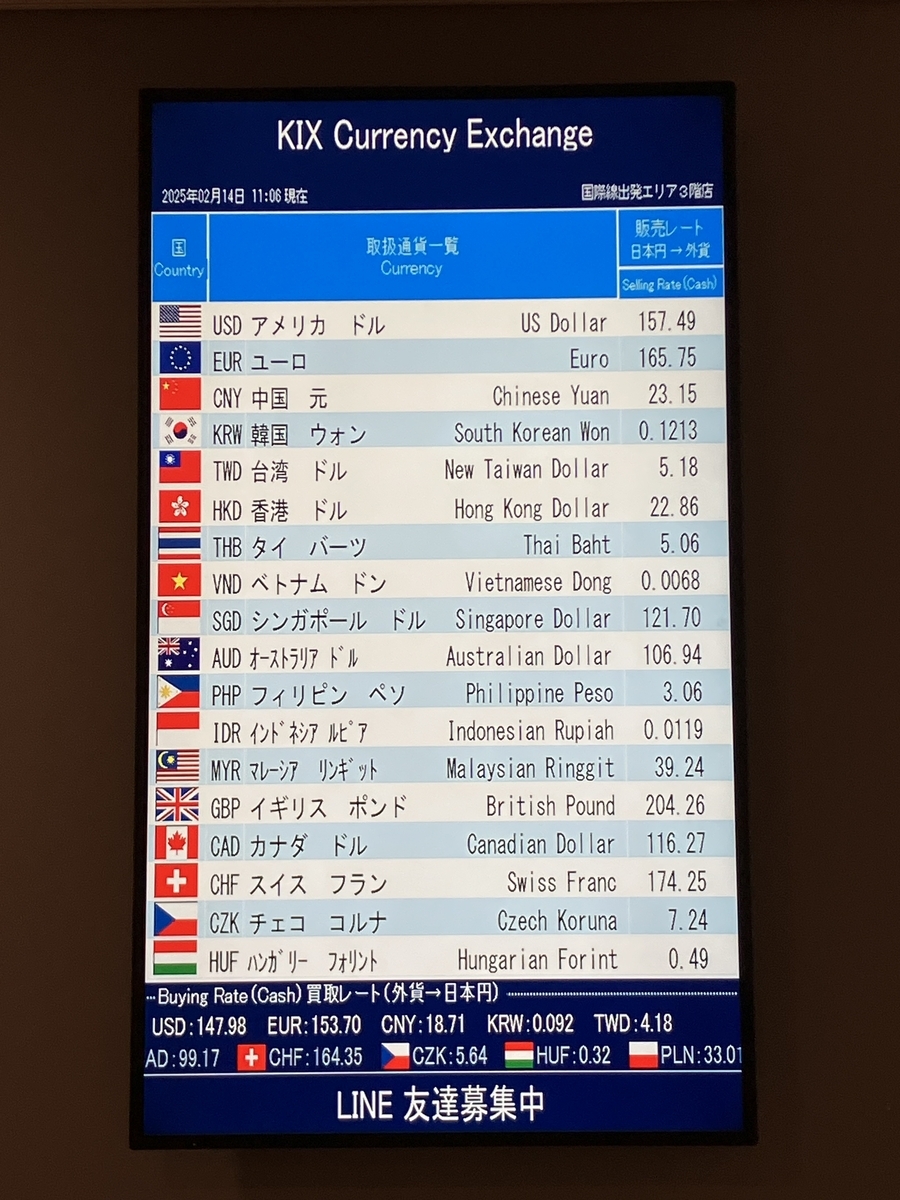 KIX Currency Exchange
2025年02月14日 11:06 現在 国際線出発エリア3階店
国 Country 取扱通貨一覧 Currency 販売レート 日本円→外貨 Selling Rate(Cash)
USD アメリカ ドル US Dollar 157.49
EUR ユーロ Euro 165.75
CNY 中国 元 Chinese Yuan 23.15
KRW 韓国 ウォン South Korean Won 0.1213
TWD 台湾 ドル New Taiwan Dollar 5.18
HKD 香港 ドル Hong Kong Dollar 22.86
THB タイ バーツ Thai Baht 5.06
VND ベトナム ドン Vietnamese Dong 0.0068
SGD シンガポール ドル Singapore Dollar 121.70
AUD ｵｰｽﾄﾗﾘｱ ﾄﾞﾙ Australian Dollar 106.94
PHP フィリピン ペソ Philippine Peso 3.06
IDR ｲﾝﾄﾞﾈｼｱ ﾙﾋﾟｱ Indonesian Rupiah 0.0119
MYR ﾏﾚｰｼｱ ﾘﾝｷﾞｯﾄ Malaysian Ringgit 39.24
GBP イギリス ポンド British Pound 204.26
CAD カナダ ドル Canadian Dollar 116.27
CHF スイス フラン Swiss Franc 174.25
CZK チェコ コルナ Czech Koruna 7.24
HUF ﾊﾝｶﾞﾘｰ ﾌｫﾘﾝﾄ Hungarian Forint 0.49
Buying Rate(Cash) 買取レート(外貨→日本円)
USD:147.98 EUR:153.70 CNY:18.71 KRW:0.092 TWD:4.18
AD:99.17 CHF:164.35 CZK:5.64 HUF:0.32 PLN:33.01
LINE 友達募集中